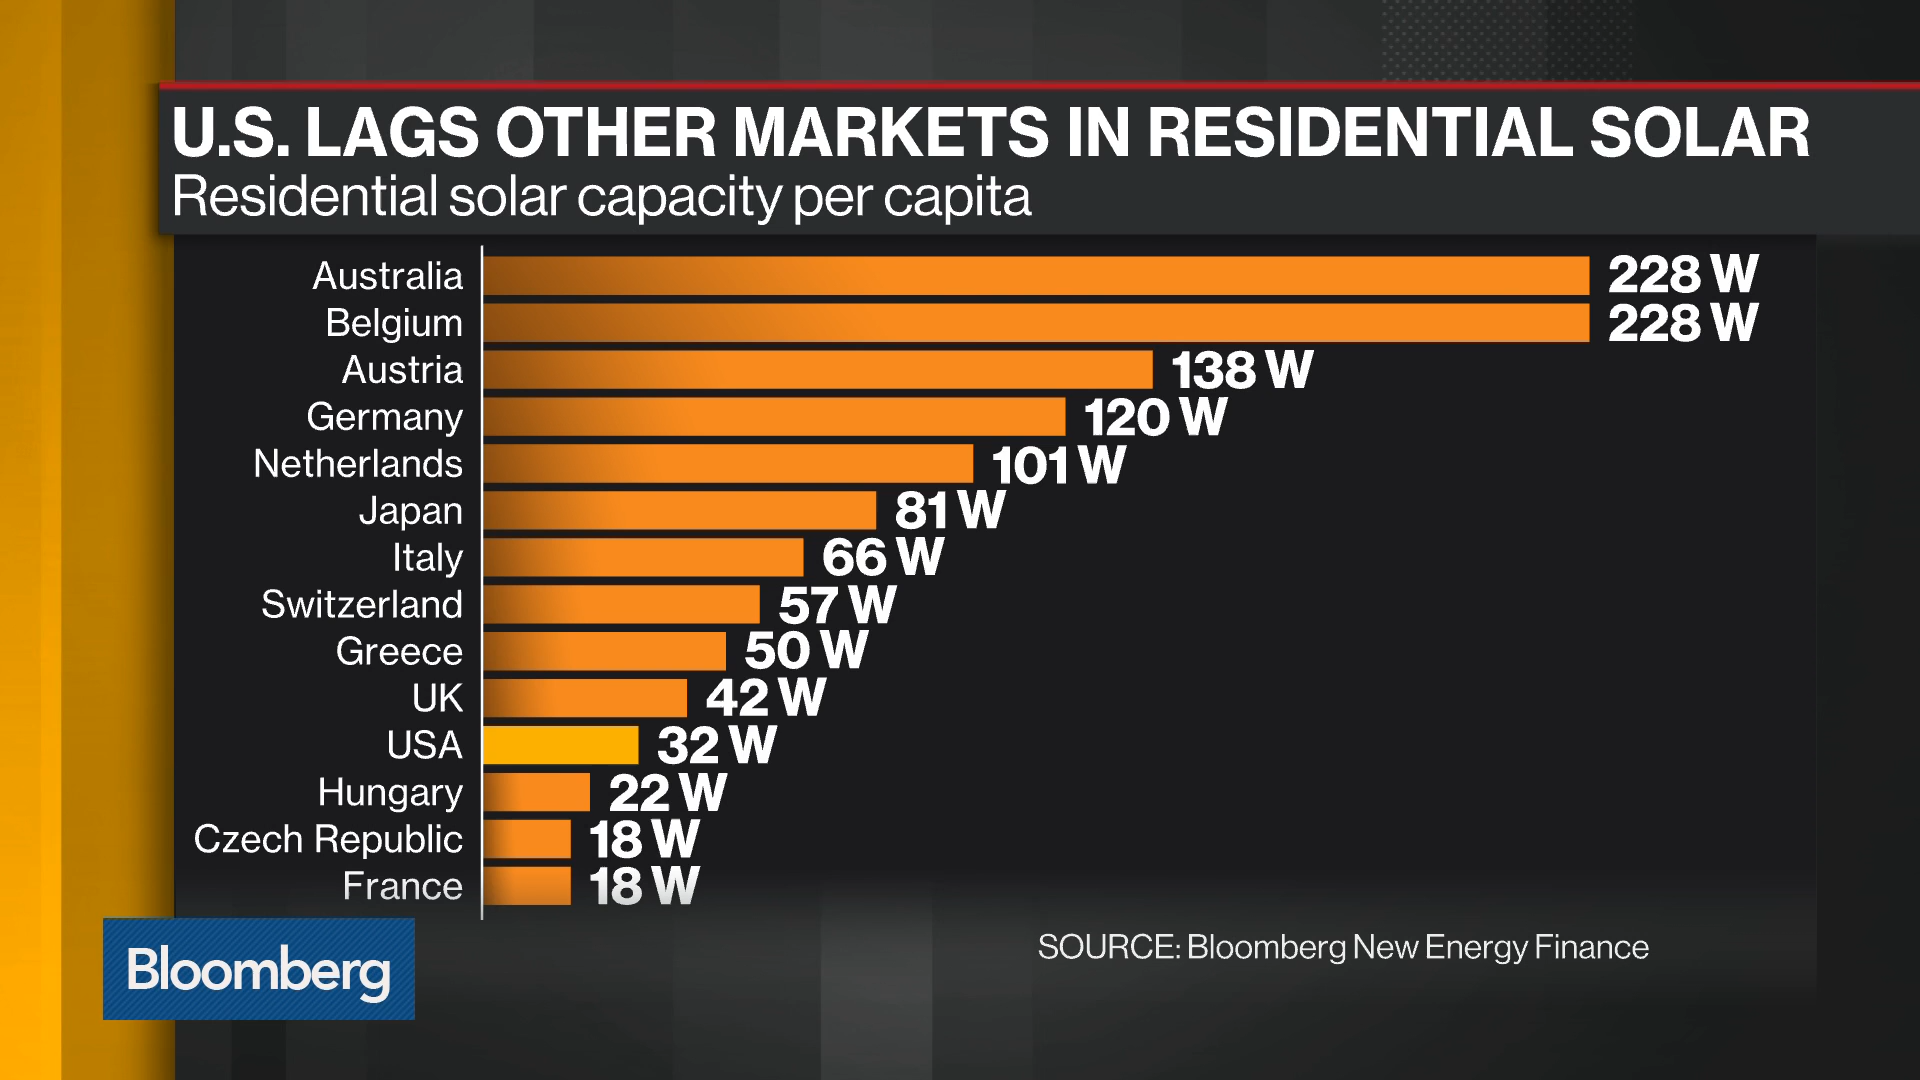 U.S. LAGS OTHER MARKETS IN RESIDENTIAL SOLAR
Residential solar capacity per capita
Australia 228 W
Belgium 228 W
Austria 138 W
Germany 120 W
Netherlands 101 W
Japan 81 W
Italy 66 W
Switzerland 57 W
Greece 50 W
UK 42 W
USA 32 W
Hungary 22 W
Czech Republic 18 W
France 18 W
SOURCE: Bloomberg New Energy Finance
Bloomberg